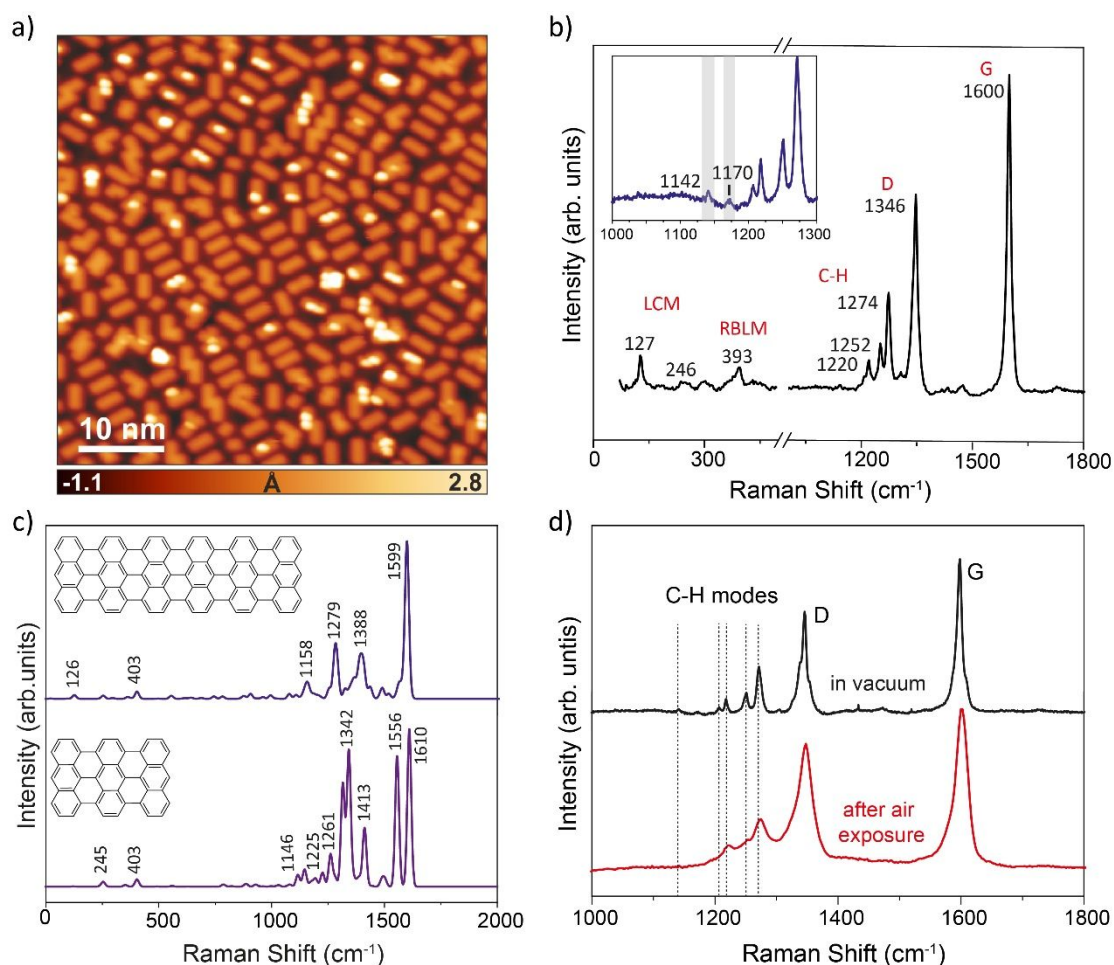 a)
10 nm
-1.1 Å 2.8
b)
Intensity (arb. units)
G
1600
D
1346
C-H
1274
1252
1220
LCM
127
246
RBLM
393
1142
1170
1000 1100 1200 1300
0 300 1200 1500 1800
Raman Shift (cm⁻¹)
c)
Intensity (arb.units)
126
403
1158
1279
1388
1599
245
403
1146
1225
1261
1342
1413
1556
1610
0 500 1000 1500 2000
Raman Shift (cm⁻¹)
d)
Intensity (arb. untis)
C-H modes
D
G
in vacuum
after air
exposure
1000 1200 1400 1600 1800
Raman Shift (cm⁻¹)